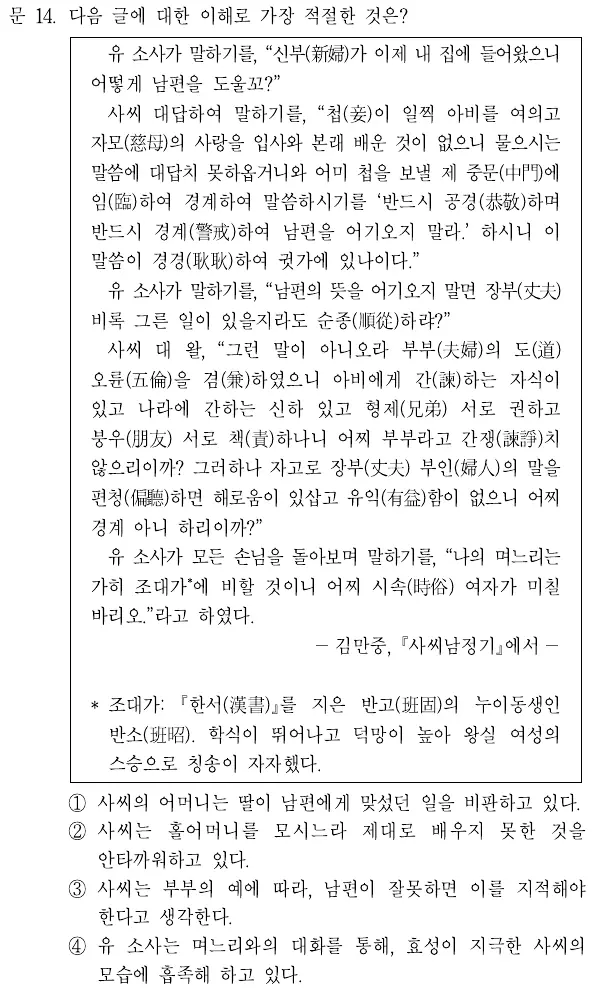 문 14. 다음 글에 대한 이해로 가장 적절한 것은?
유 소사가 말하기를, “신부(新婦)가 이제 내 집에 들어왔으니
어떻게 남편을 도울꼬?”
사씨 대답하여 말하기를, “첩(妾)이 일찍 아비를 여의고
자모(慈母)의 사랑을 입사와 본래 배운 것이 없으니 물으시는
말씀에 대답치 못하옵거니와 어미 첩을 보낼 제 중문(中門)에
임(臨)하여 경계하여 말씀하시기를 ‘반드시 공경(恭敬)하며
반드시 경계(警戒)하여 남편을 어기오지 말라.’ 하시니 이
말씀이 경경(耿耿)하여 귓가에 있나이다.”
유 소사가 말하기를, “남편의 뜻을 어기오지 말면 장부(丈夫)
비록 그른 일이 있을지라도 순종(順從)하랴?”
사씨 대 왈, “그런 말이 아니오라 부부(夫婦)의 도(道)
오륜(五倫)을 겸(兼)하였으니 아비에게 간(諫)하는 자식이
있고 나라에 간하는 신하 있고 형제(兄弟) 서로 권하고
붕우(朋友) 서로 책(責)하나니 어찌 부부라고 간쟁(諫諍)치
않으리이까? 그러하나 자고로 장부(丈夫) 부인(婦人)의 말을
편청(偏聽)하면 해로움이 있삽고 유익(有益)함이 없으니 어찌
경계 아니 하리이까?”
유 소사가 모든 손님을 돌아보며 말하기를, “나의 며느리는
가히 조대가*에 비할 것이니 어찌 시속(時俗) 여자가 미칠
바리오.”라고 하였다.
－ 김만중, 『사씨남정기』에서 －
* 조대가: 『한서(漢書)』를 지은 반고(班固)의 누이동생인
반소(班昭). 학식이 뛰어나고 덕망이 높아 왕실 여성의
스승으로 칭송이 자자했다.
① 사씨의 어머니는 딸이 남편에게 맞섰던 일을 비판하고 있다.
② 사씨는 홀어머니를 모시느라 제대로 배우지 못한 것을
안타까워하고 있다.
③ 사씨는 부부의 예에 따라, 남편이 잘못하면 이를 지적해야
한다고 생각한다.
④ 유 소사는 며느리와의 대화를 통해, 효성이 지극한 사씨의
모습에 흡족해 하고 있다.